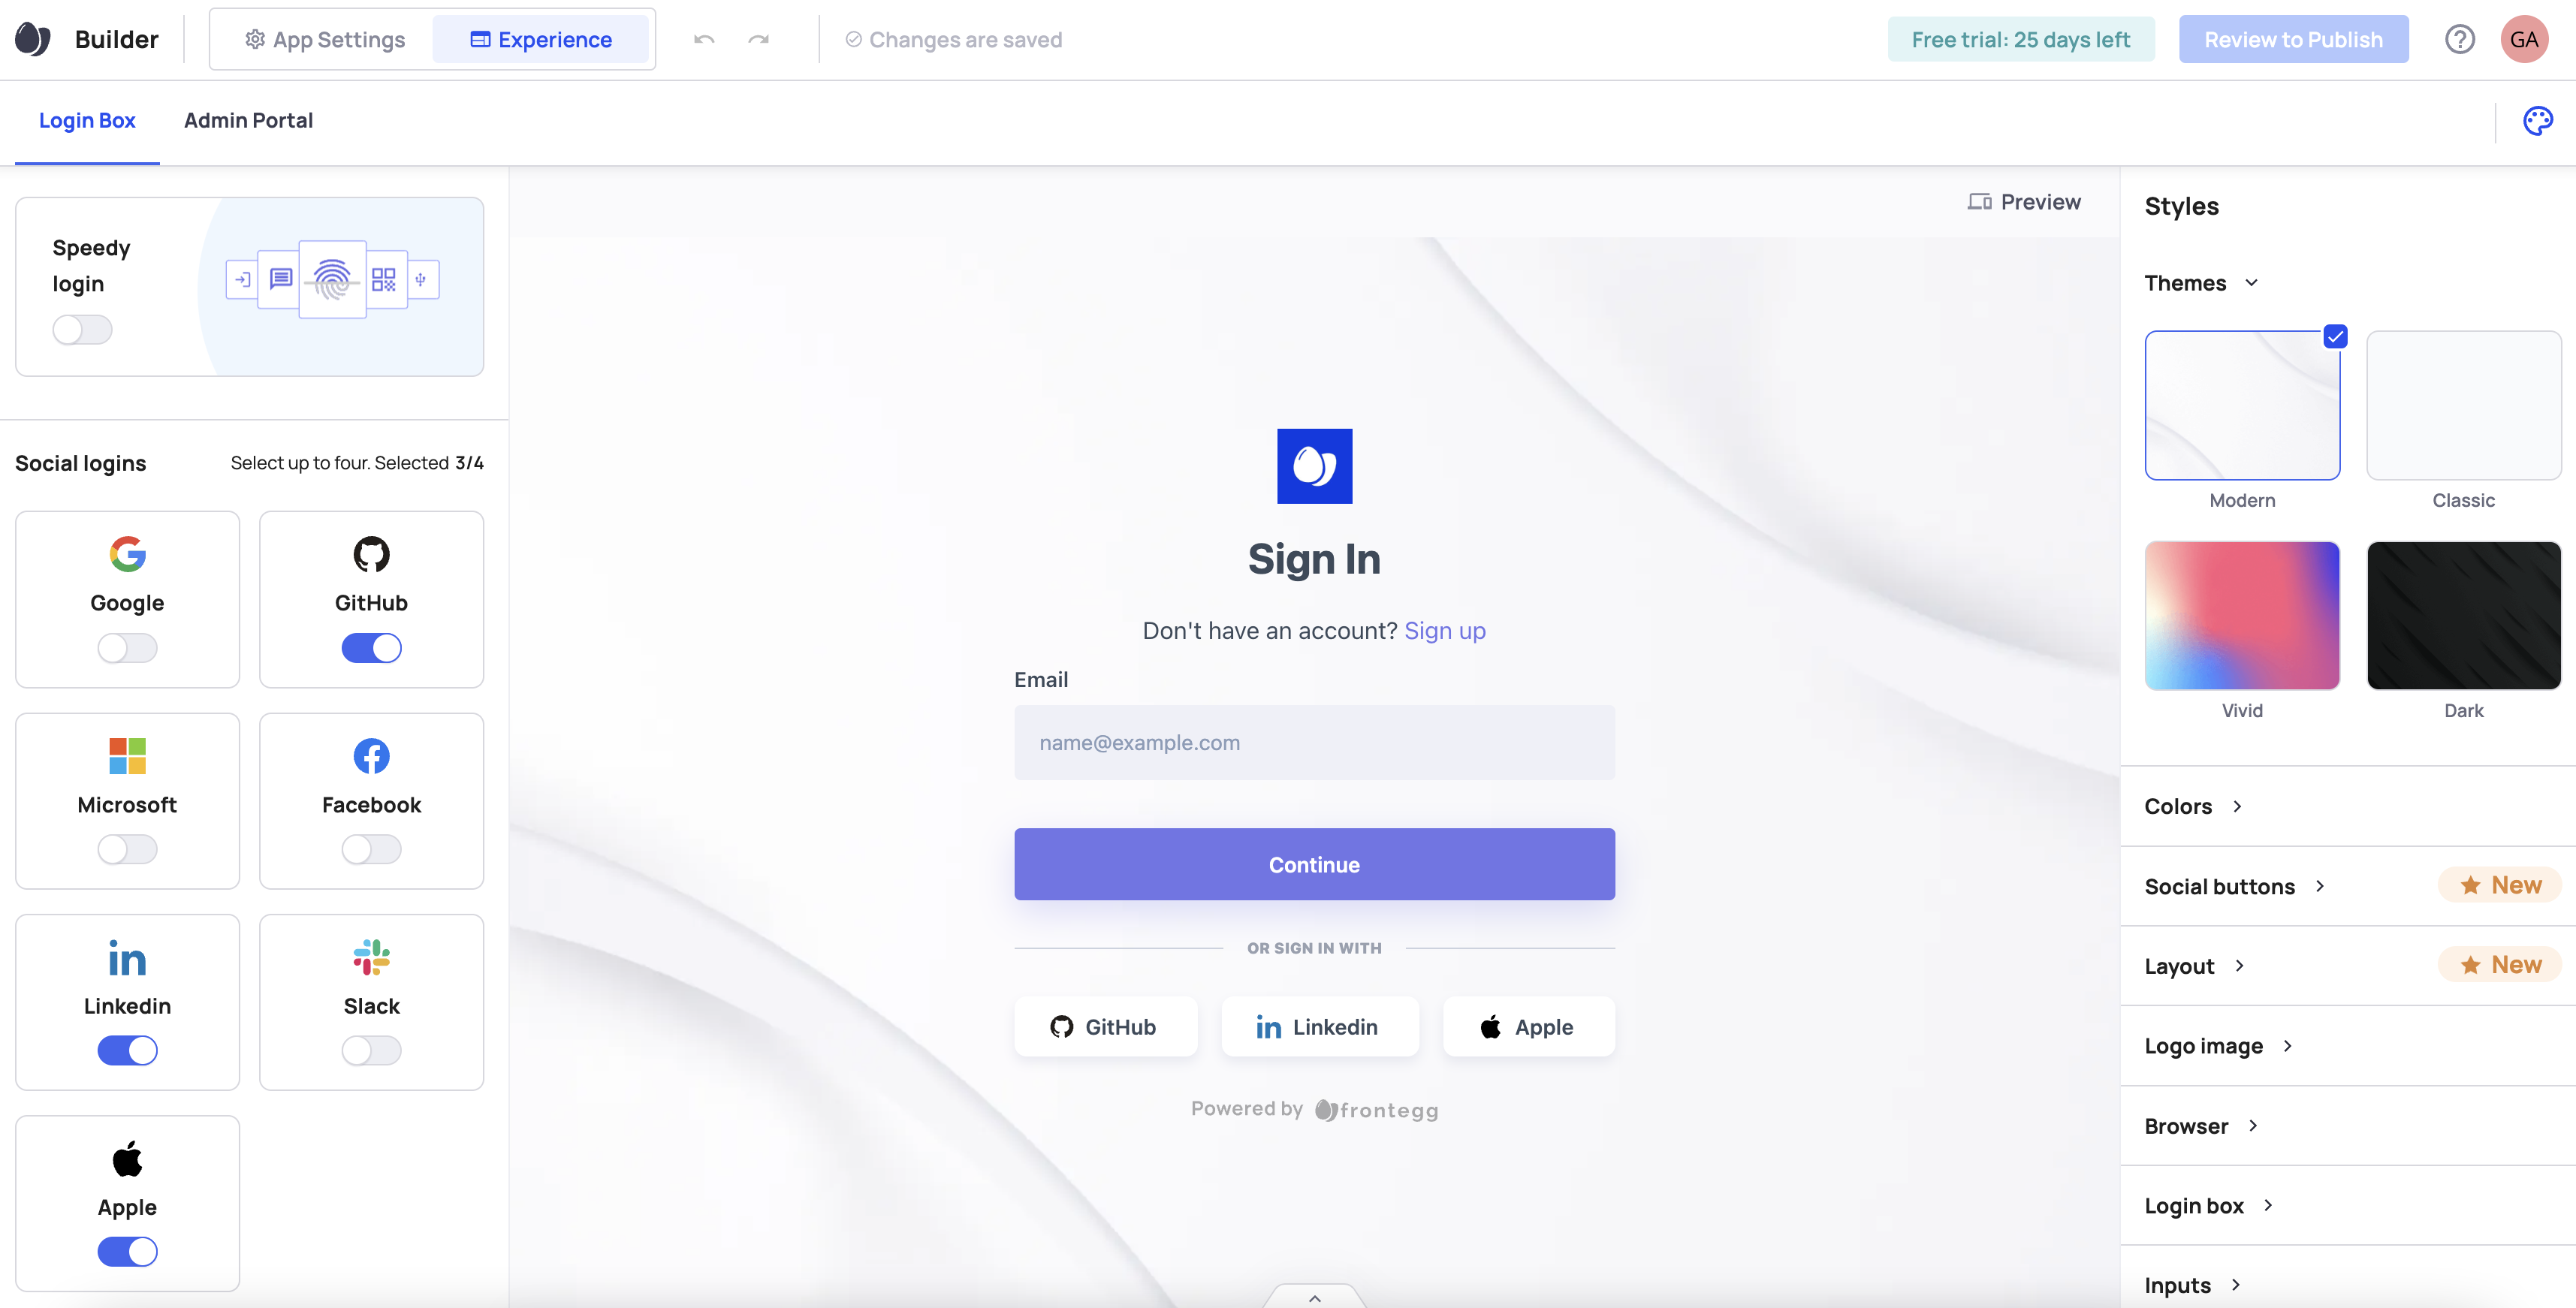 Builder
App Settings
Experience
Changes are saved
Free trial: 25 days left
Review to Publish
GA
Login Box
Admin Portal
Speedy
login
Social logins
Select up to four. Selected 3/4
Google
GitHub
Microsoft
Facebook
Linkedin
Slack
Apple
Preview
Sign In
Don't have an account? Sign up
Email
name@example.com
Continue
OR SIGN IN WITH
GitHub
Linkedin
Apple
Powered by frontegg
Styles
Themes
Modern
Classic
Vivid
Dark
Colors
Social buttons
New
Layout
New
Logo image
Browser
Login box
Inputs